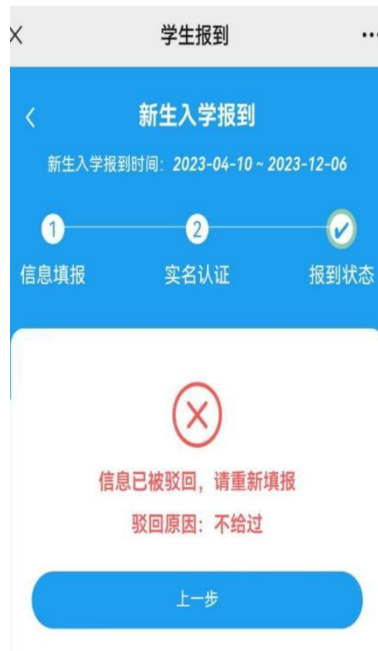 学生报到
新生入学报到
新生入学报到时间：2023-04-10 ~ 2023-12-06
1
2
信息填报
实名认证
报到状态
信息已被驳回，请重新填报
驳回原因：不给过
上一步